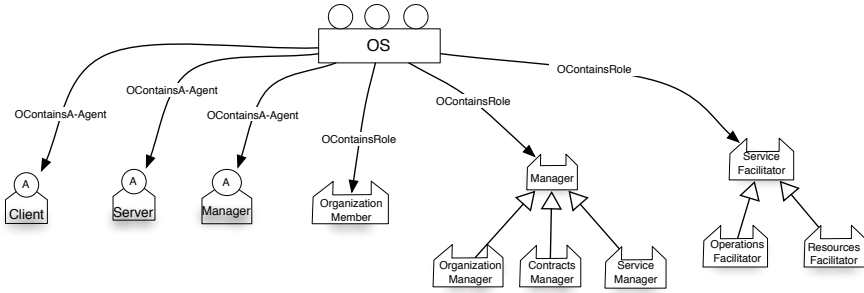 OS
OContainsRole
OContainsA-Agent
OContainsRole
OContainsA-Agent
OContainsA-Agent
OContainsRole
Service
Facilitator
A
A
A
Manager
Client
Server
Manager
Organization
Member
Operations
Facilitator
Resources
Facilitator
Organization
Manager
Contracts
Manager
Service
Manager